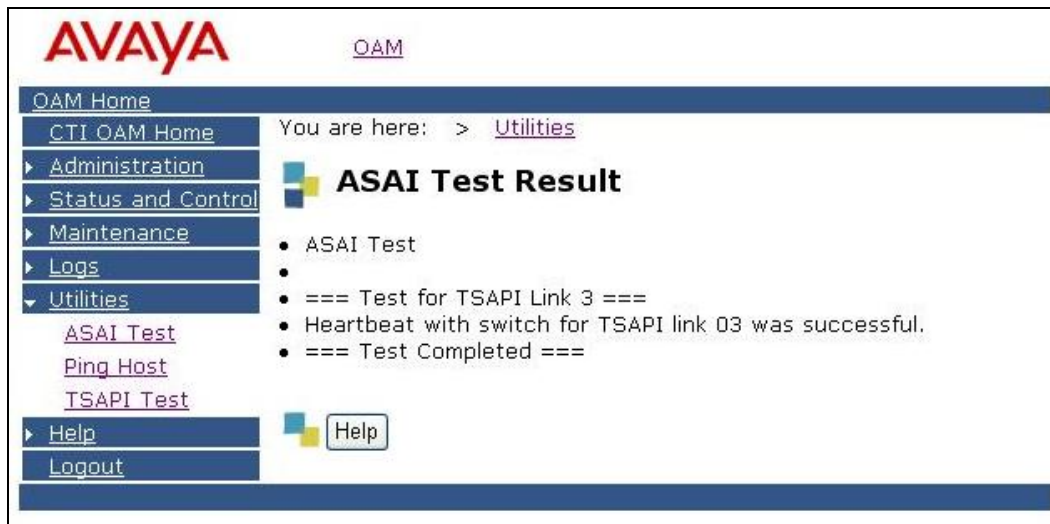 AVAYA
OAM
OAM Home
CTI OAM Home
Administration
Status and Control
Maintenance
Logs
Utilities
ASAI Test
Ping Host
TSAPI Test
Help
Logout
You are here: > Utilities
ASAI Test Result
ASAI Test
=== Test for TSAPI Link 3 ===
Heartbeat with switch for TSAPI link 03 was successful.
=== Test Completed ===
Help